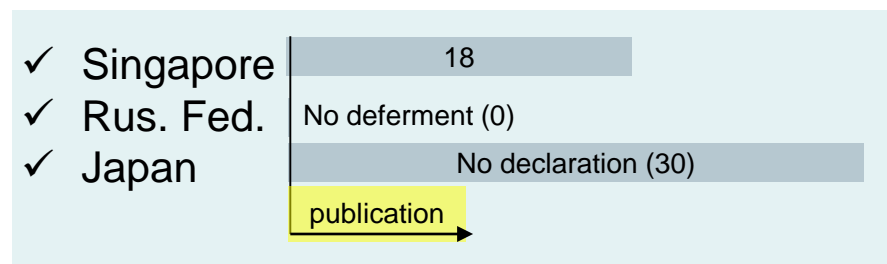 ✓ Singapore 18
✓ Rus. Fed. No deferment (0)
✓ Japan No declaration (30)
publication